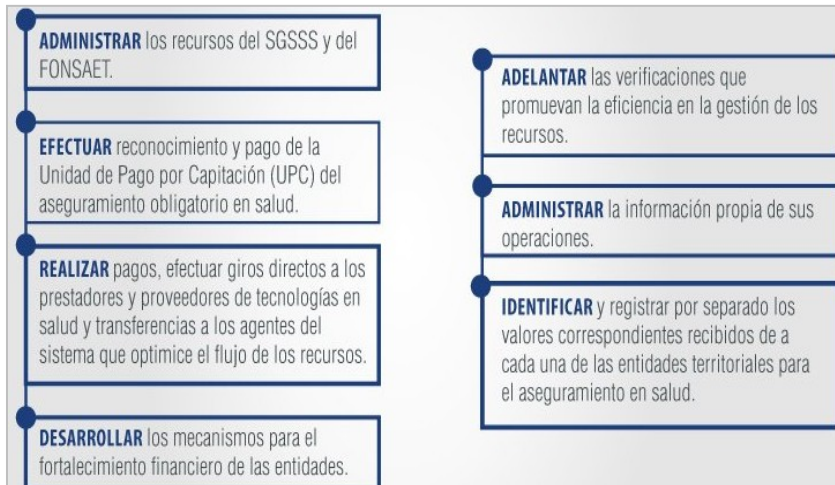 ADMINISTRAR los recursos del SGSSS y del
FONSAET.
EFECTUAR reconocimiento y pago de la
Unidad de Pago por Capitación (UPC) del
aseguramiento obligatorio en salud.
REALIZAR pagos, efectuar giros directos a los
prestadores y proveedores de tecnologías en
salud y transferencias a los agentes del
sistema que optimice el flujo de los recursos.
DESARROLLAR los mecanismos para el
fortalecimiento financiero de las entidades.
ADELANTAR las verificaciones que
promuevan la eficiencia en la gestión de los
recursos.
ADMINISTRAR la información propia de sus
operaciones.
IDENTIFICAR y registrar por separado los
valores correspondientes recibidos de a
cada una de las entidades territoriales para
el aseguramiento en salud.